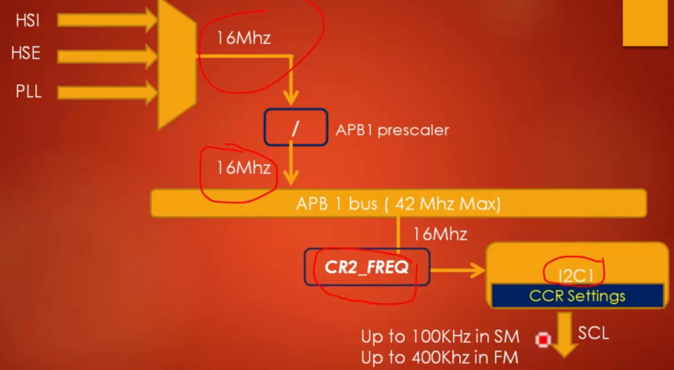 HSI
16Mhz
HSE
PLL
/
APB1 prescaler
16Mhz
APB 1 bus ( 42 Mhz Max)
16Mhz
CR2_FREQ
I2C1
CCR Settings
Up to 100KHz in SM
SCL
Up to 400Khz in FM